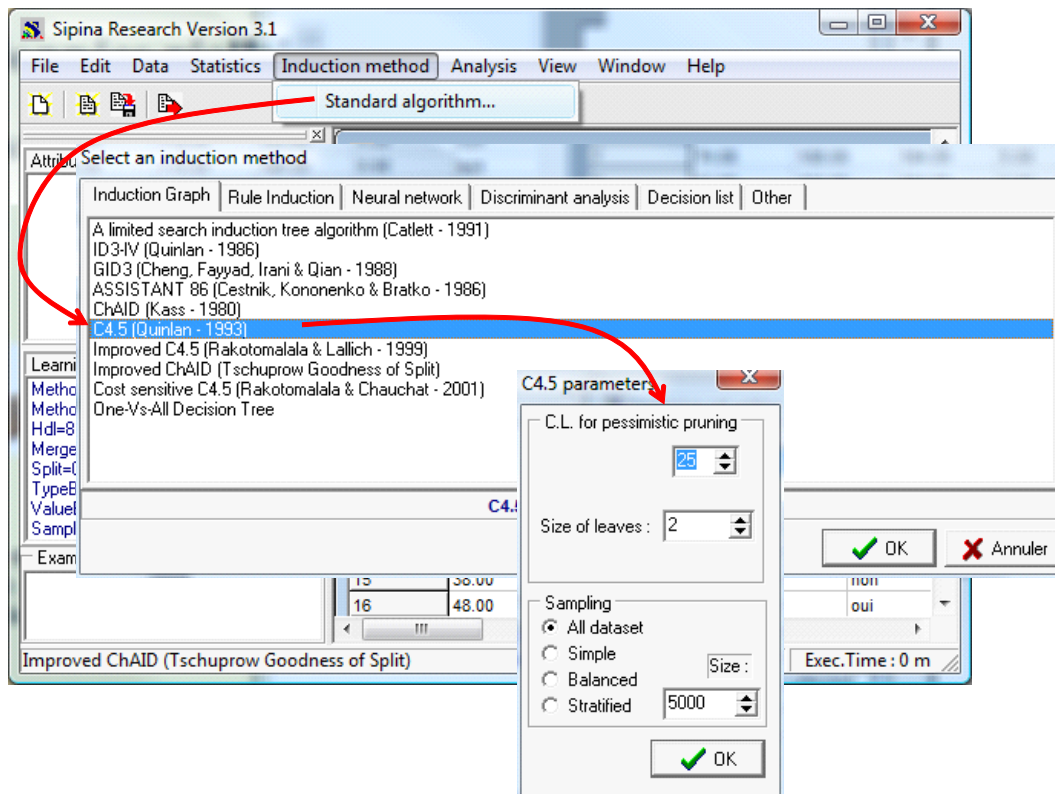 Sipina Research Version 3.1
File Edit Data Statistics Induction method Analysis View Window Help
Standard algorithm...
Select an induction method
Induction Graph Rule Induction Neural network Discriminant analysis Decision list Other
A limited search induction tree algorithm (Catlett - 1991)
ID3-IV (Quinlan - 1986)
GID3 (Cheng, Fayyad, Irani & Qian - 1988)
ASSISTANT 86 (Cestnik, Kononenko & Bratko - 1986)
ChAID (Kass - 1980)
C4.5 (Quinlan - 1993)
Improved C4.5 (Rakotomalala & Lallich - 1999)
Improved ChAID (Tschuprow Goodness of Split)
Cost sensitive C4.5 (Rakotomalala & Chauchat - 2001)
One-Vs-All Decision Tree
C4.5 parameters
C.L. for pessimistic pruning
25
Size of leaves : 2
Sampling
All dataset
Simple
Balanced
Stratified
Size :
5000
OK
OK Annuler
Hdl=8
15 38.00 non
16 48.00 oui
Improved ChAID (Tschuprow Goodness of Split)
Exec.Time : 0 m